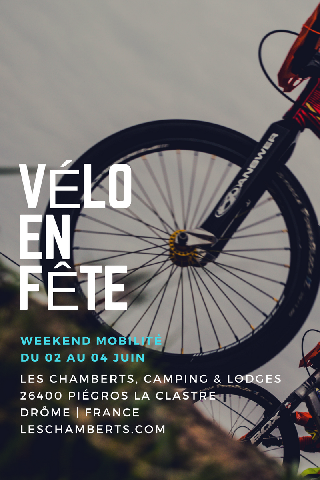 ANSWER
VÉLO
EN
FÊTE
WEEKEND MOBILITÉ
DU 02 AU 04 JUIN
LES CHAMBERTS, CAMPING & LODGES
26400 PIÉGROS LA CLASTRE
DRÔME | FRANCE
LESCHAMBERTS.COM